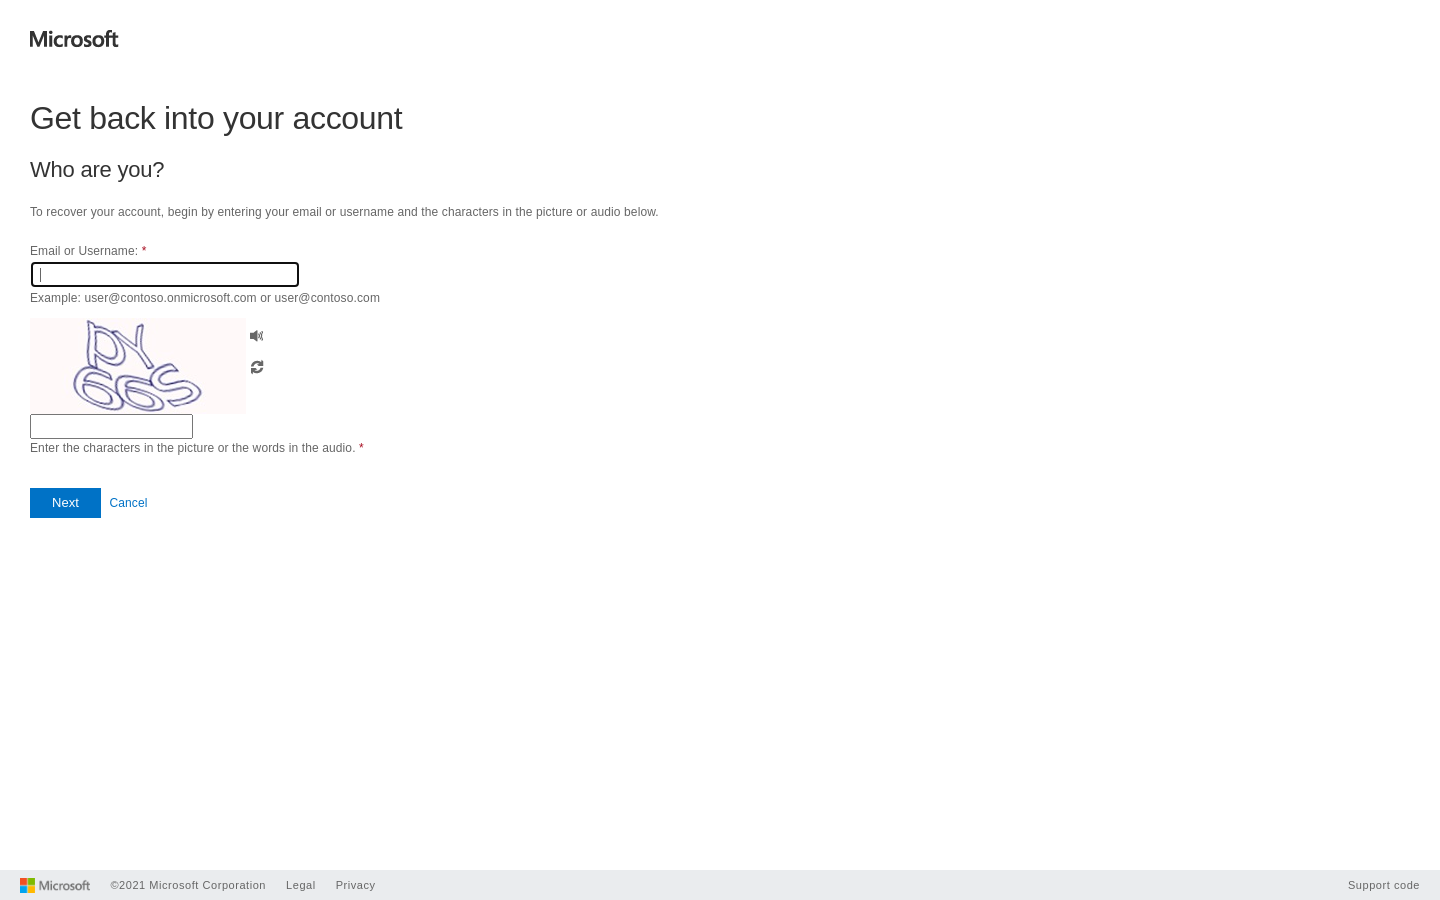 Microsoft
Get back into your account
Who are you?
To recover your account, begin by entering your email or username and the characters in the picture or audio below.
Email or Username: *
Example: user@contoso.onmicrosoft.com or user@contoso.com
Enter the characters in the picture or the words in the audio. *
Next Cancel
Microsoft ©2021 Microsoft Corporation Legal Privacy Support code